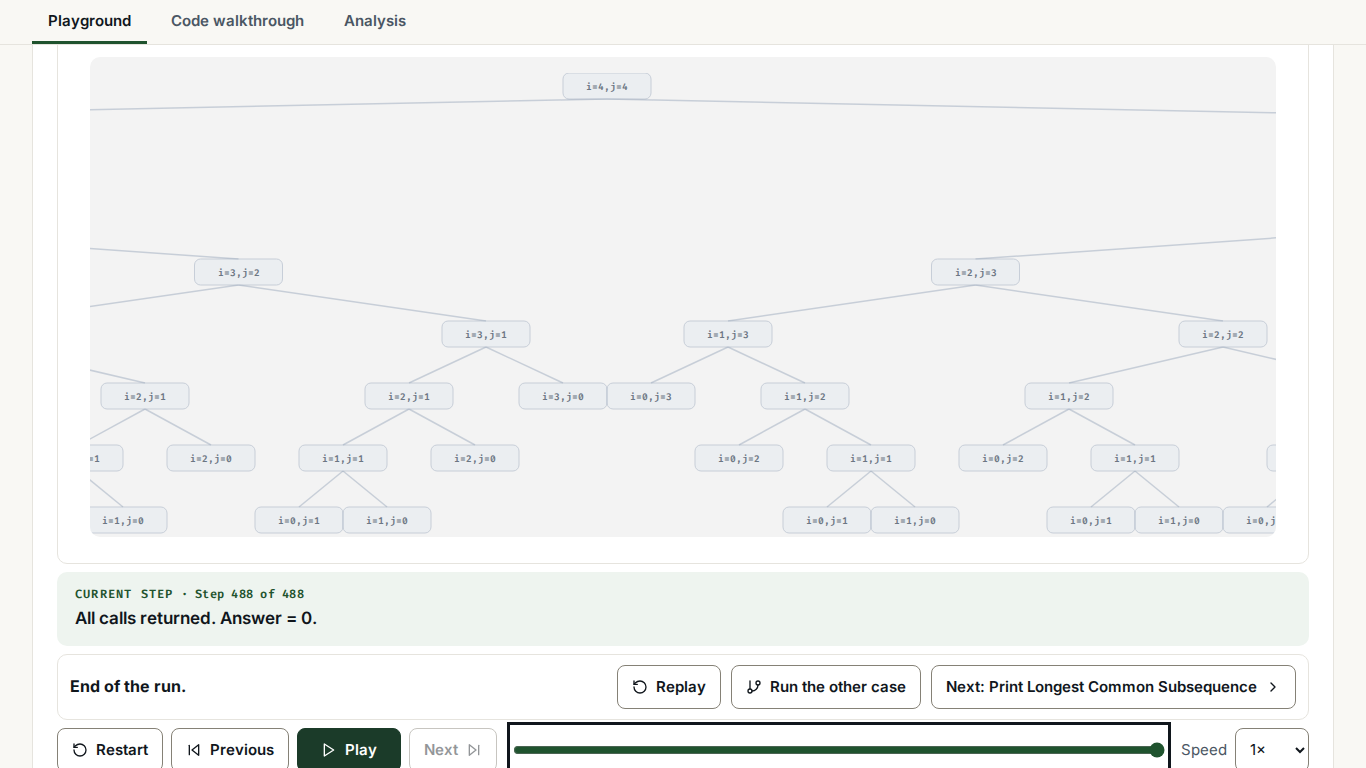 Playground Code walkthrough Analysis
i=4,j=4
i=3,j=2 i=2,j=3
i=3,j=1 i=1,j=3 i=2,j=2
i=2,j=1 i=2,j=1 i=3,j=0 i=0,j=3 i=1,j=2 i=1,j=2
=1 i=2,j=0 i=1,j=1 i=2,j=0 i=0,j=2 i=1,j=1 i=0,j=2 i=1,j=1
i=1,j=0 i=0,j=1 i=1,j=0 i=0,j=1 i=1,j=0 i=0,j=1 i=1,j=0 i=0,j
CURRENT STEP · Step 488 of 488
All calls returned. Answer = 0.
End of the run. Replay Run the other case Next: Print Longest Common Subsequence
Restart Previous Play Next Speed 1×